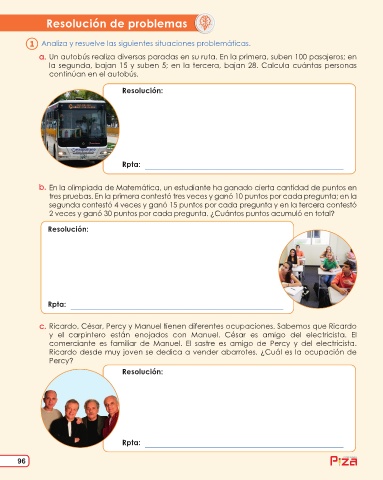 Resolución de problemas
1 Analiza y resuelve las siguientes situaciones problemáticas.
a. Un autobús realiza diversas paradas en su ruta. En la primera, suben 100 pasajeros; en
la segunda, bajan 15 y suben 5; en la tercera, bajan 28. Calcula cuántas personas
continúan en el autobús.
Resolución:
Rpta:
b. En la olimpiada de Matemática, un estudiante ha ganado cierta cantidad de puntos en
tres pruebas. En la primera contestó tres veces y ganó 10 puntos por cada pregunta; en la
segunda contestó 4 veces y ganó 15 puntos por cada pregunta y en la tercera contestó
2 veces y ganó 30 puntos por cada pregunta. ¿Cuántos puntos acumuló en total?
Resolución:
Rpta:
c. Ricardo, César, Percy y Manuel tienen diferentes ocupaciones. Sabemos que Ricardo
y el carpintero están enojados con Manuel. César es amigo del electricista. El
comerciante es familiar de Manuel. El sastre es amigo de Percy y del electricista.
Ricardo desde muy joven se dedica a vender abarrotes. ¿Cuál es la ocupación de
Percy?
Resolución:
Rpta:
96